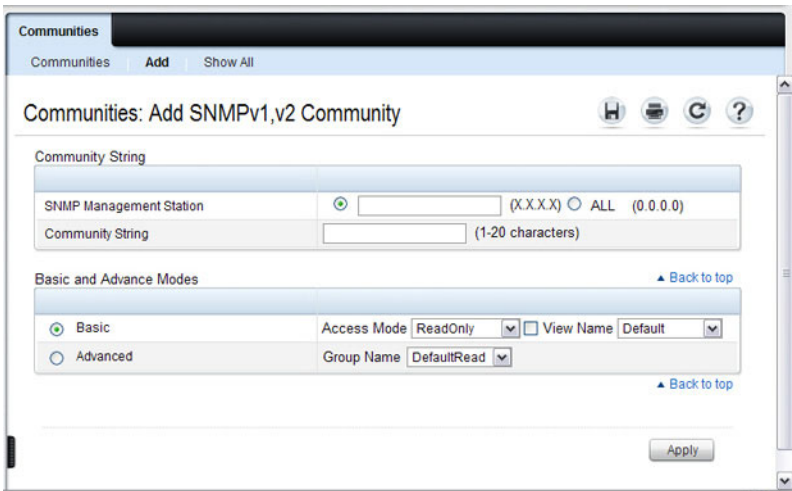 Communities
Communities Add Show All
Communities: Add SNMPv1,v2 Community
?
Community String
SNMP Management Station (X.X.X.X) ALL (0.0.0.0)
Community String (1-20 characters)
Basic and Advance Modes Back to top
Basic Access Mode ReadOnly View Name Default
Advanced Group Name DefaultRead
Back to top
Apply